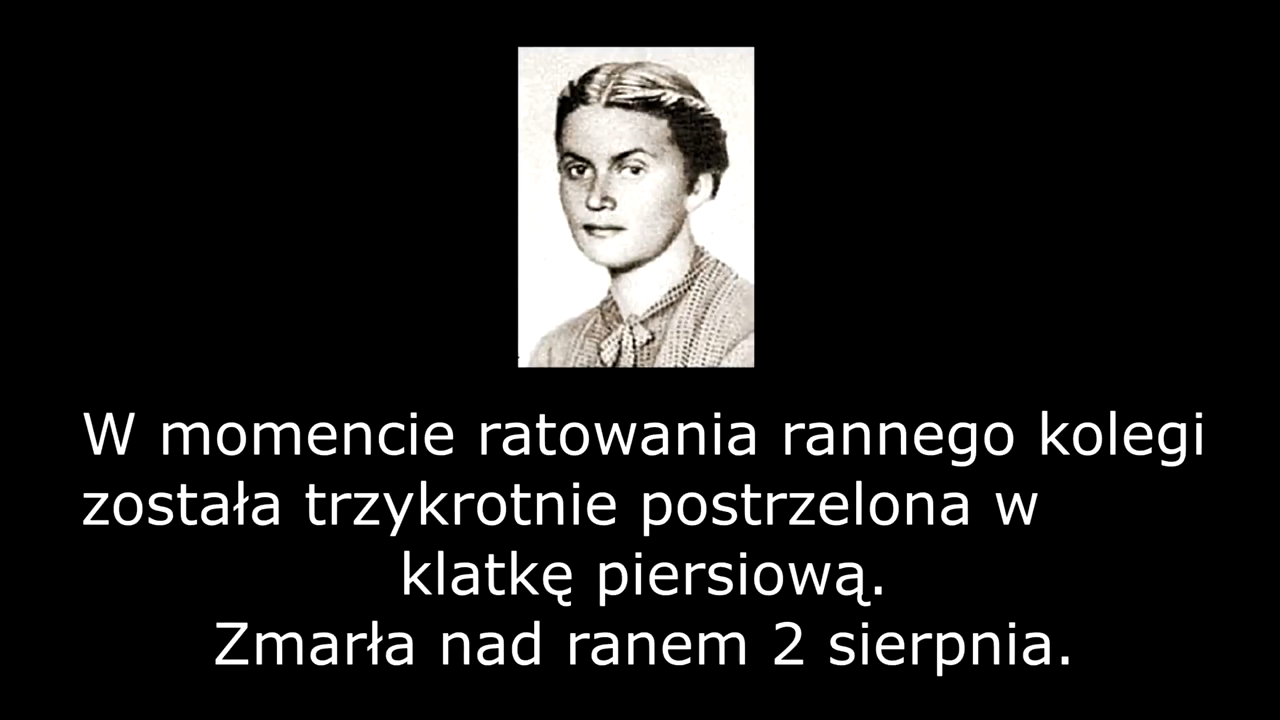 W momencie ratowania rannego kolegi
została trzykrotnie postrzelona w
klatkę piersiową.
Zmarła nad ranem 2 sierpnia.